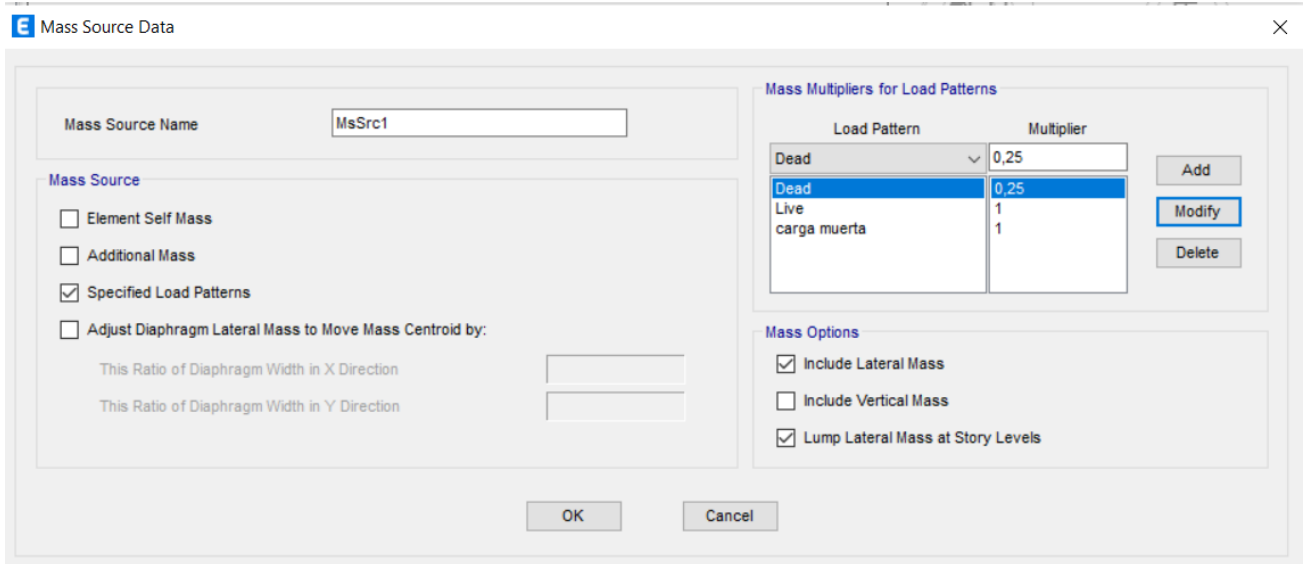 E Mass Source Data
Mass Source Name
MsSrc1
Mass Source
Element Self Mass
Additional Mass
Specified Load Patterns
Adjust Diaphragm Lateral Mass to Move Mass Centroid by:
This Ratio of Diaphragm Width in X Direction
This Ratio of Diaphragm Width in Y Direction
Mass Multipliers for Load Patterns
Load Pattern Multiplier
Dead 0,25
Dead 0,25
Live 1
carga muerta 1
Add
Modify
Delete
Mass Options
Include Lateral Mass
Include Vertical Mass
Lump Lateral Mass at Story Levels
OK Cancel